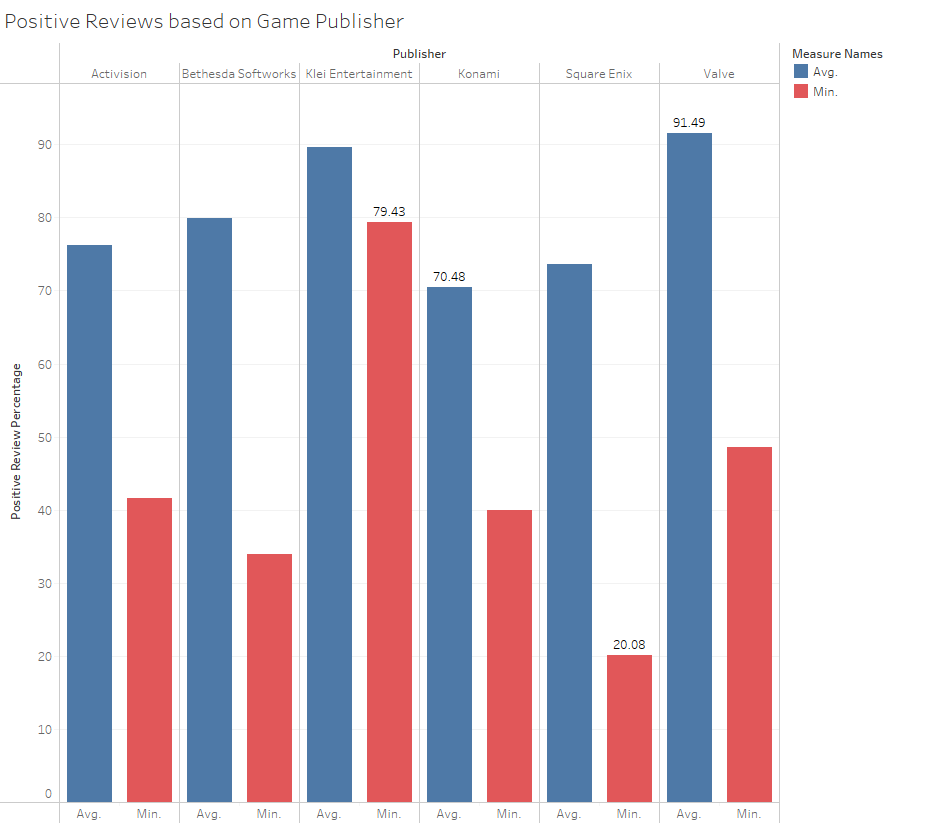 Positive Reviews based on Game Publisher
Publisher
Activision Bethesda Softworks Klei Entertainment Konami Square Enix Valve
Measure Names
Avg.
Min.
Positive Review Percentage
90
80
70
60
50
40
30
20
10
0
91.49
79.43
70.48
20.08
Avg. Min. Avg. Min. Avg. Min. Avg. Min. Avg. Min. Avg. Min.